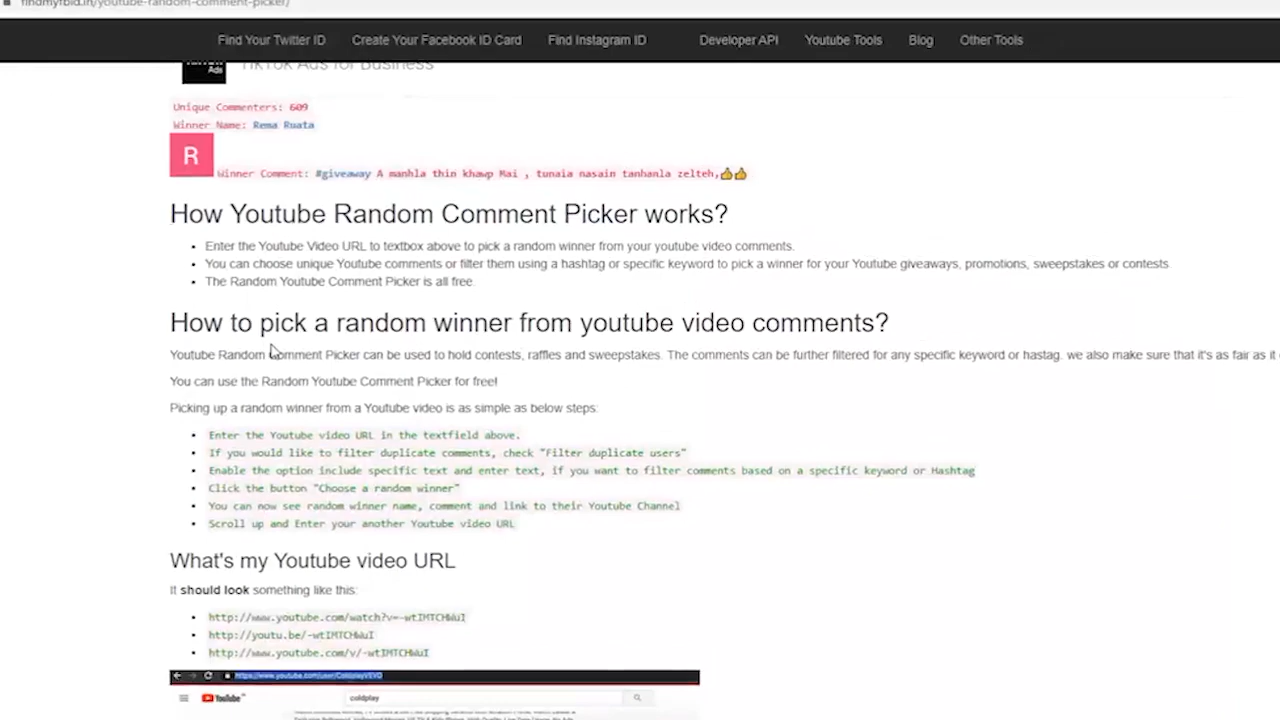 findmyfbid.in/youtube-random-comment-picker/
Find Your Twitter ID Create Your Facebook ID Card Find Instagram ID Developer API Youtube Tools Blog Other Tools
Ads
TikTok Ads for Business
Unique Commenters: 609
Winner Name: Rema Ruata
R
Winner Comment: #giveaway A manhla thin khawp Mai , tunaia nasain tanhanla zelteh,👍👍
How Youtube Random Comment Picker works?
Enter the Youtube Video URL to textbox above to pick a random winner from your youtube video comments.
You can choose unique Youtube comments or filter them using a hashtag or specific keyword to pick a winner for your Youtube giveaways, promotions, sweepstakes or contests.
The Random Youtube Comment Picker is all free.
How to pick a random winner from youtube video comments?
Youtube Random Comment Picker can be used to hold contests, raffles and sweepstakes. The comments can be further filtered for any specific keyword or hastag. we also make sure that it's as fair as it
You can use the Random Youtube Comment Picker for free!
Picking up a random winner from a Youtube video is as simple as below steps:
Enter the Youtube video URL in the textfield above.
If you would like to filter duplicate comments, check "Filter duplicate users"
Enable the option include specific text and enter text, if you want to filter comments based on a specific keyword or Hashtag
Click the button "Choose a random winner"
You can now see random winner name, comment and link to their Youtube Channel
Scroll up and Enter your another Youtube video URL
What's my Youtube video URL
It should look something like this:
http://www.youtube.com/watch?v=-wtIMTCHWuI
http://youtu.be/-wtIMTCHWuI
http://www.youtube.com/v/-wtIMTCHWuI
https://www.youtube.com/user/ColdplayVEVO
YouTube coldplay